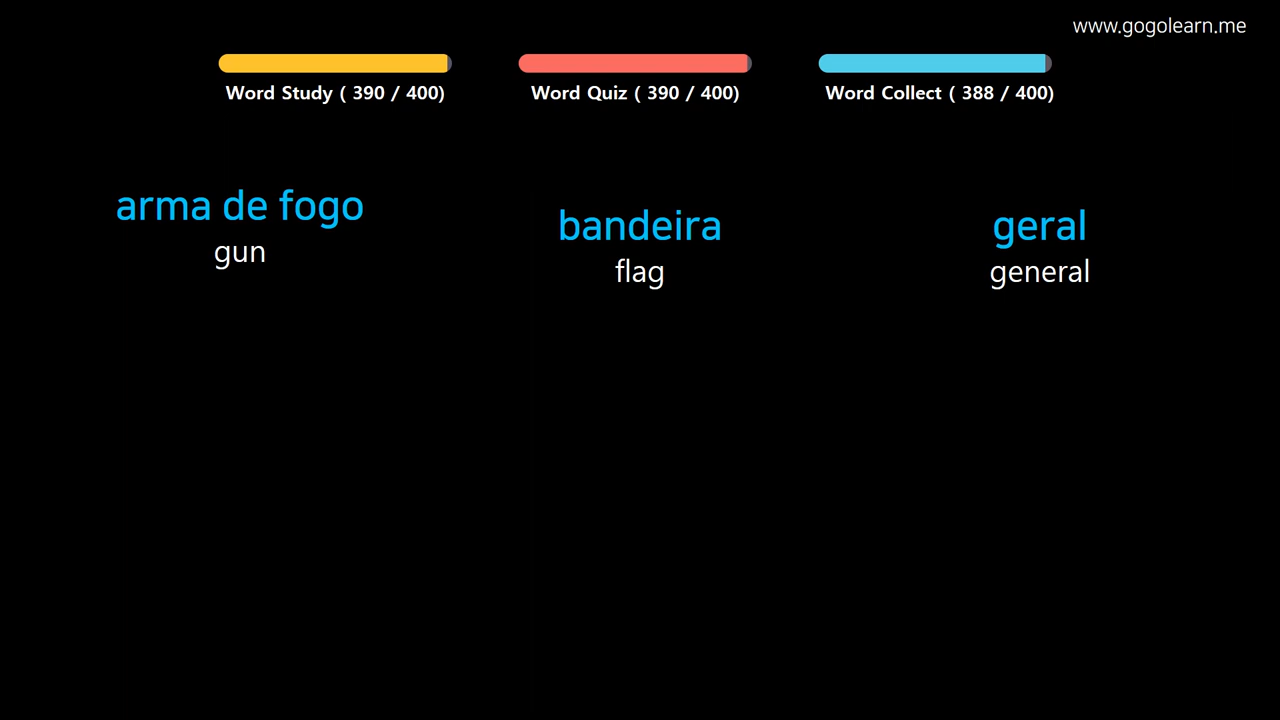 www.gogolearn.me
Word Study ( 390 / 400)
Word Quiz ( 390 / 400)
Word Collect ( 388 / 400)
arma de fogo
gun
bandeira
flag
geral
general